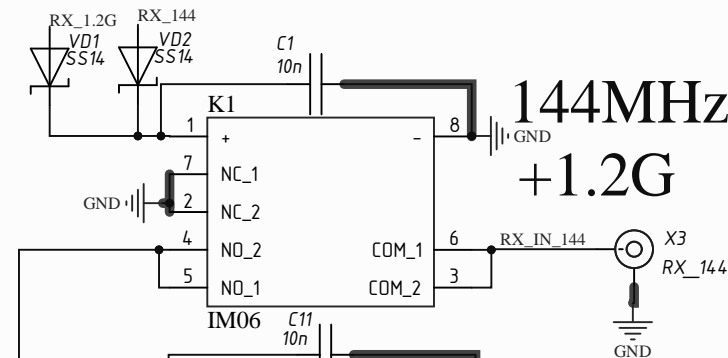 RX_1.2G
RX_144
VD1
SS14
VD2
SS14
C1
10n
144MHz
+1.2G
K1
1
+
−
8
GND
7
NC_1
GND
2
NC_2
4
NO_2
COM_1
6
RX_IN_144
X3
RX_144
5
NO_1
COM_2
3
IM06
C11
10n
GND